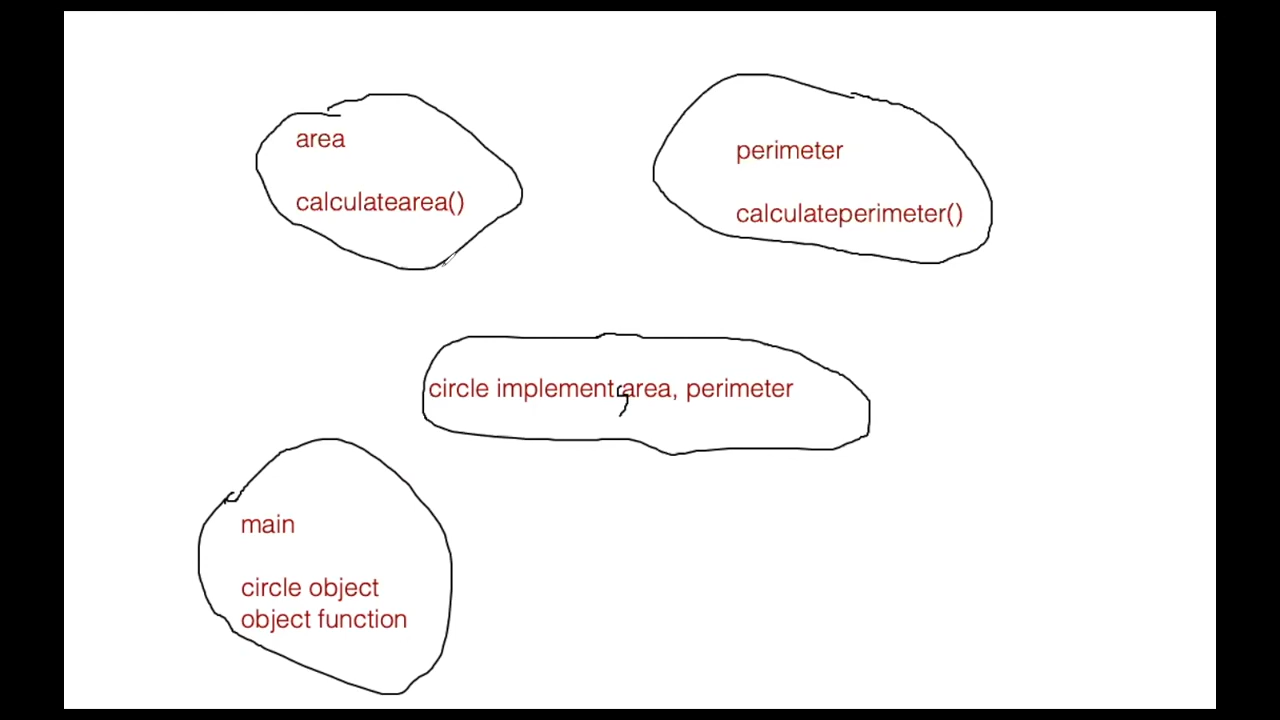 area
calculatearea()
perimeter
calculateperimeter()
circle implement area, perimeter
main
circle object
object function